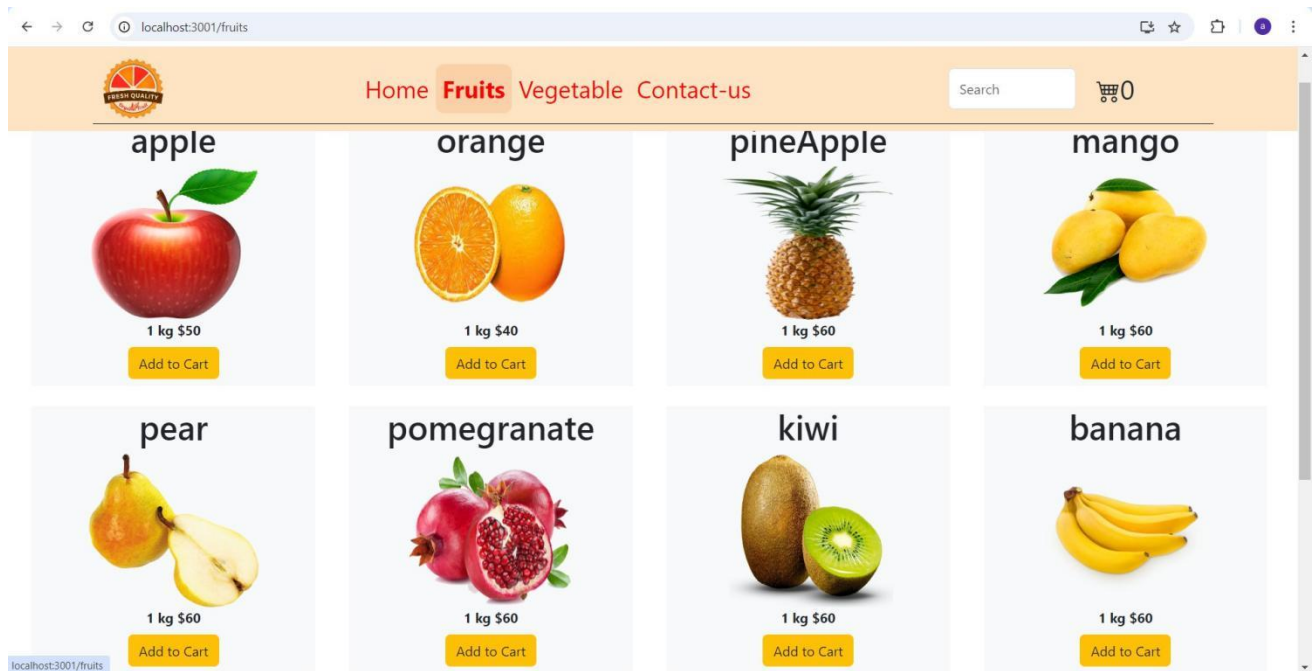 localhost:3001/fruits
a
FRESH QUALITY
Home Fruits Vegetable Contact-us
Search
0
apple orange pineApple mango
1 kg $50 1 kg $40 1 kg $60 1 kg $60
Add to Cart Add to Cart Add to Cart Add to Cart
pear pomegranate kiwi banana
1 kg $60 1 kg $60 1 kg $60 1 kg $60
Add to Cart Add to Cart Add to Cart Add to Cart
localhost:3001/fruits